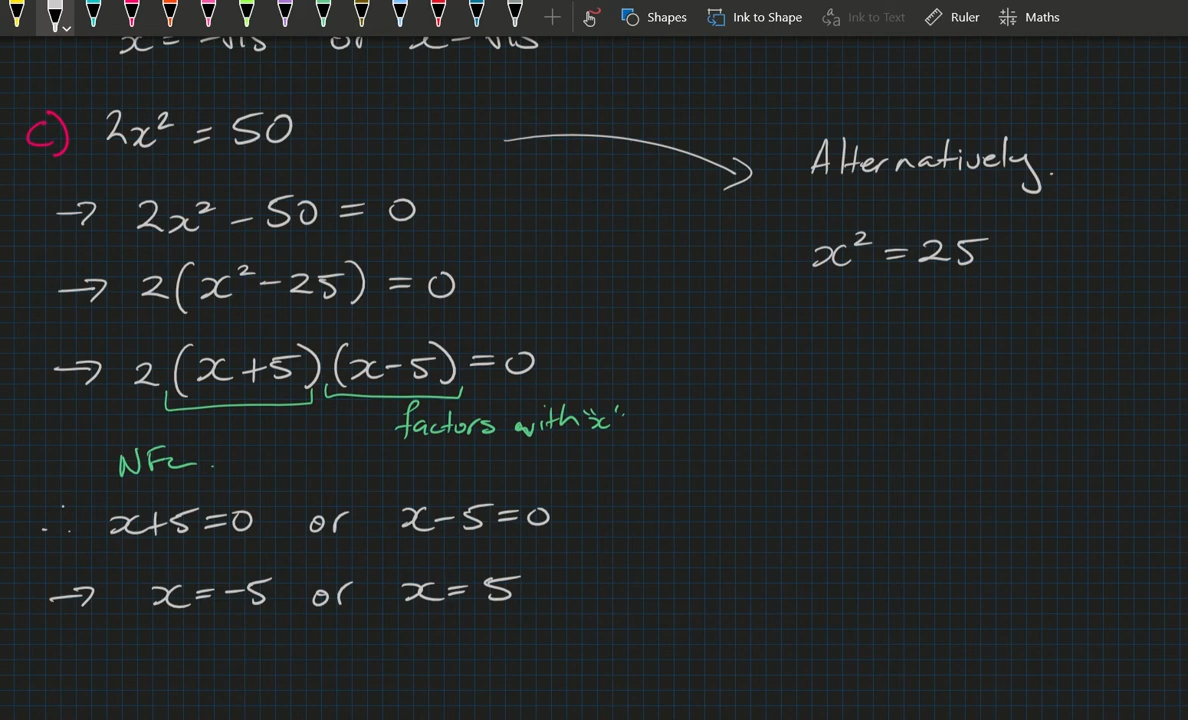 Shapes Ink to Shape Ink to Text Ruler Maths
c) 2x² = 50
→ 2x² - 50 = 0
→ 2(x² - 25) = 0
→ 2(x+5)(x-5) = 0
factors with "x"
NFL.
∴ x+5=0 or x-5=0
→ x=-5 or x=5
Alternatively.
x² = 25